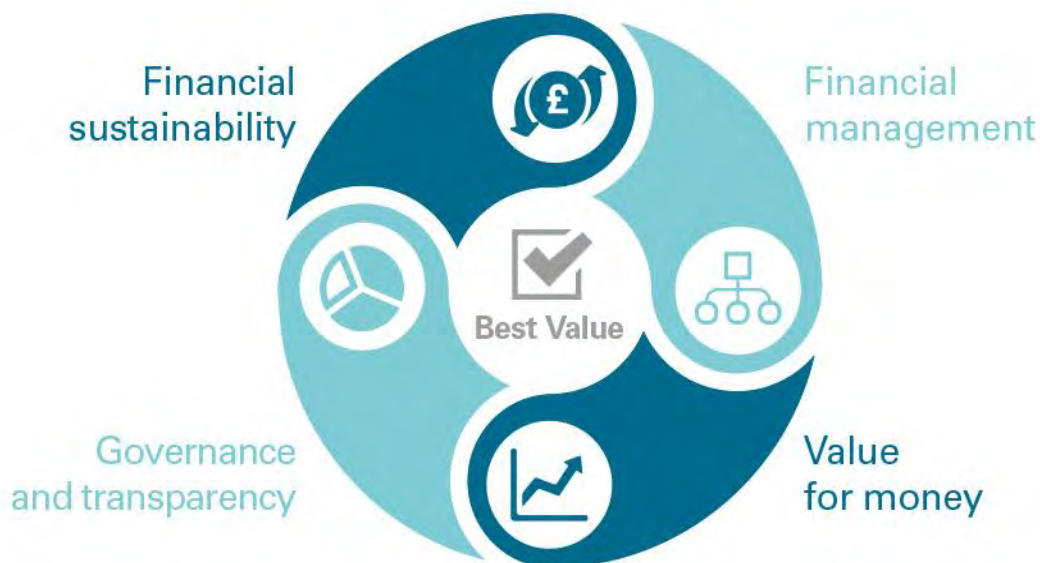 Financial
sustainability
£
Financial
management
Best Value
Governance
and transparency
Value
for money